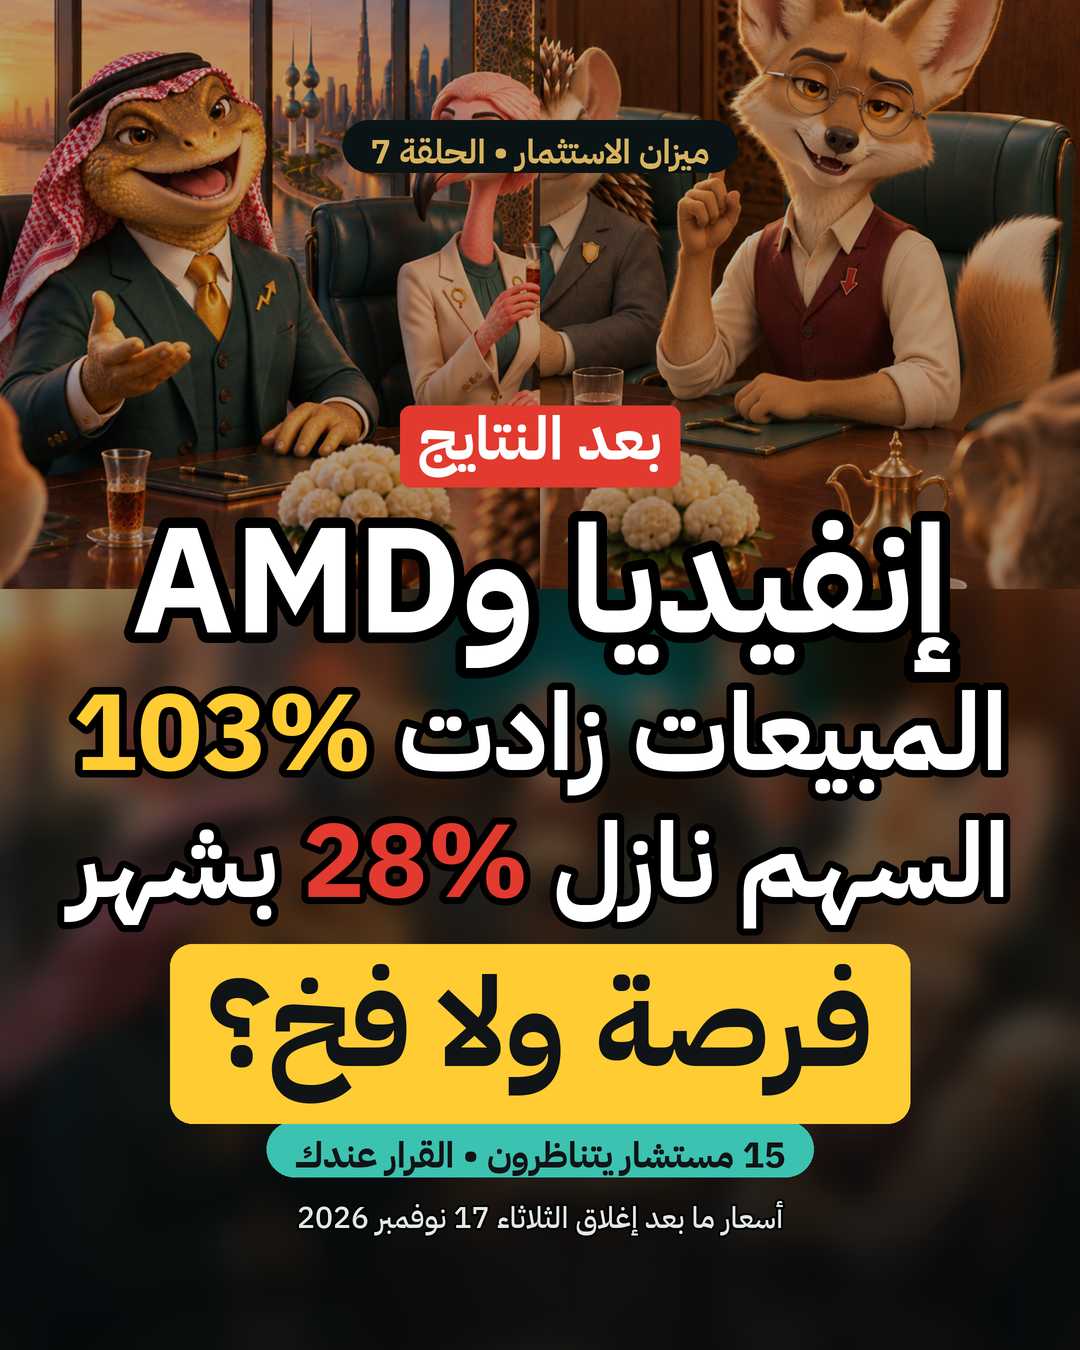 ميزان الاستثمار • الحلقة 7
بعد النتايج
إنفيديا وAMD
المبيعات زادت 103%
السهم نازل 28% بشهر
فرصة ولا فخ؟
15 مستشار يتناظرون • القرار عندك
أسعار ما بعد إغلاق الثلاثاء 17 نوفمبر 2026